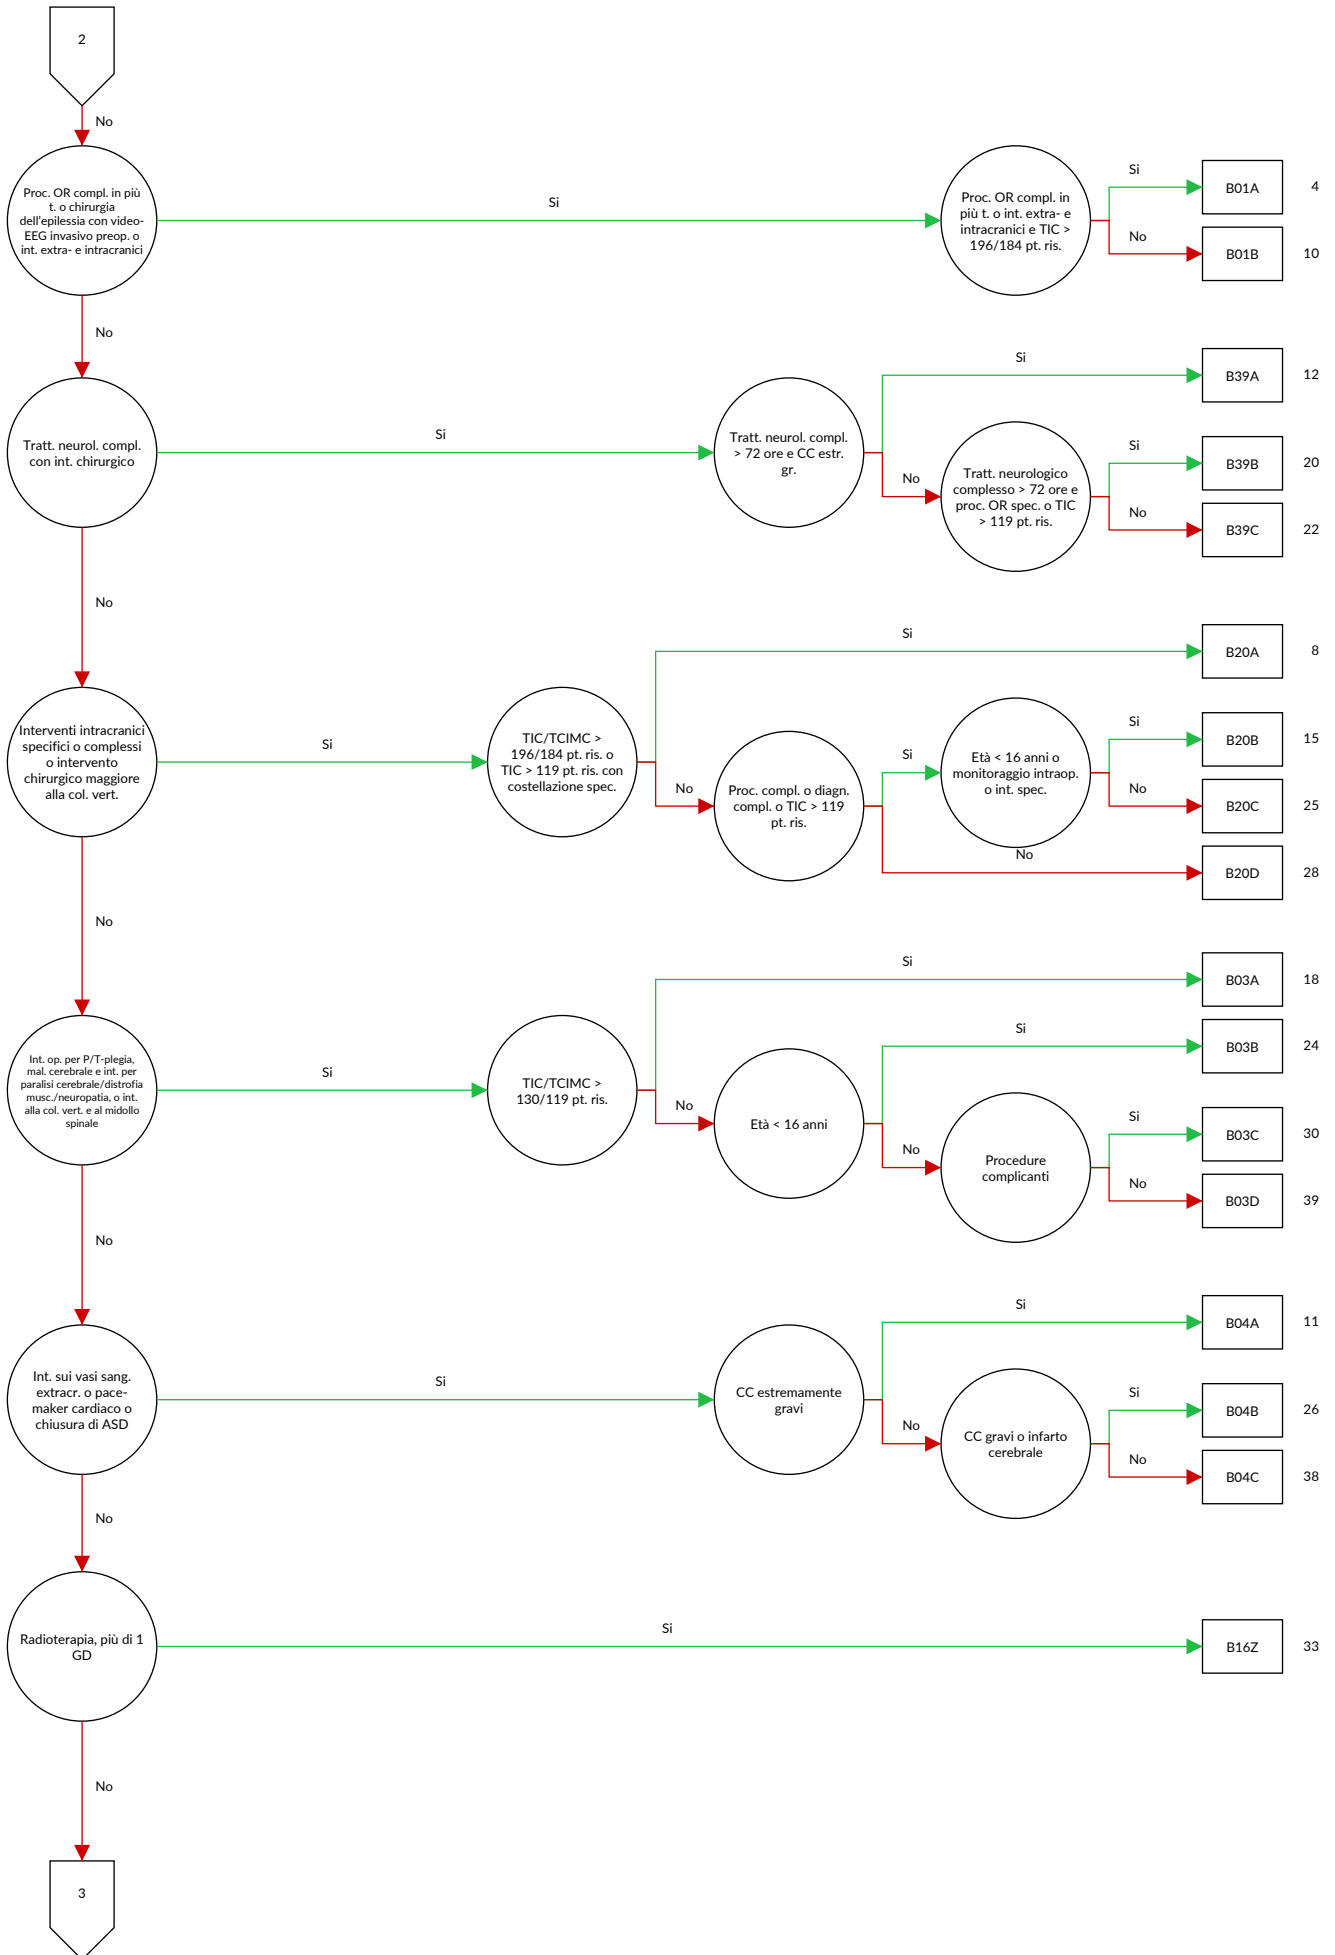 2
No
Proc. OR compl. in più
t. o chirurgia
dell'epilessia con video-
EEG invasivo preop. o
int. extra- e intracranici
Si
Proc. OR compl. in
più t. o int. extra- e
intracranici e TIC >
196/184 pt. ris.
Si
B01A
4
No
B01B
10
No
Tratt. neurol. compl.
con int. chirurgico
Si
Tratt. neurol. compl.
> 72 ore e CC estr.
gr.
Si
B39A
12
No
Tratt. neurologico
complesso > 72 ore e
proc. OR spec. o TIC
> 119 pt. ris.
Si
B39B
20
No
B39C
22
No
Interventi intracranici
specifici o complessi
o intervento
chirurgico maggiore
alla col. vert.
Si
TIC/TCIMC >
196/184 pt. ris. o
TIC > 119 pt. ris. con
costellazione spec.
Si
B20A
8
No
Proc. compl. o diagn.
compl. o TIC > 119
pt. ris.
Si
Età < 16 anni o
monitoraggio intraop.
o int. spec.
Si
B20B
15
No
B20C
25
No
B20D
28
No
Int. op. per P/T-plegia,
mal. cerebrale e int. per
paralisi cerebrale/distrofia
musc./neuropatia, o int.
alla col. vert. e al midollo
spinale
Si
TIC/TCIMC >
130/119 pt. ris.
Si
B03A
18
No
Età < 16 anni
Si
B03B
24
No
Procedure
complicanti
Si
B03C
30
No
B03D
39
No
Int. sui vasi sang.
extracr. o pace-
maker cardiaco o
chiusura di ASD
Si
CC estremamente
gravi
Si
B04A
11
No
CC gravi o infarto
cerebrale
Si
B04B
26
No
B04C
38
No
Radioterapia, più di 1
GD
Si
B16Z
33
No
3